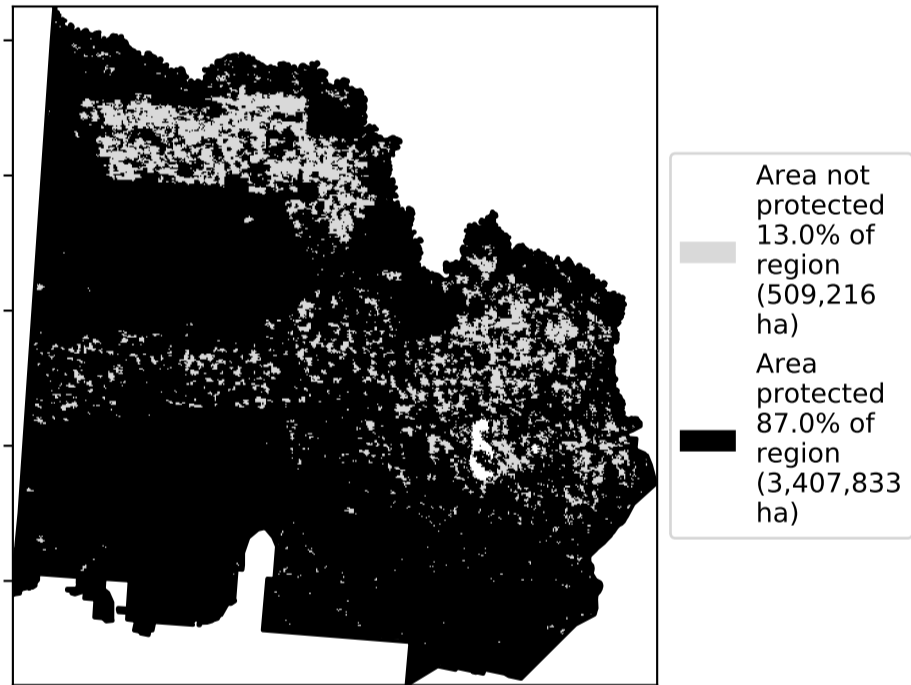 Area not
protected
13.0% of
region
(509,216
ha)
Area
protected
87.0% of
region
(3,407,833
ha)